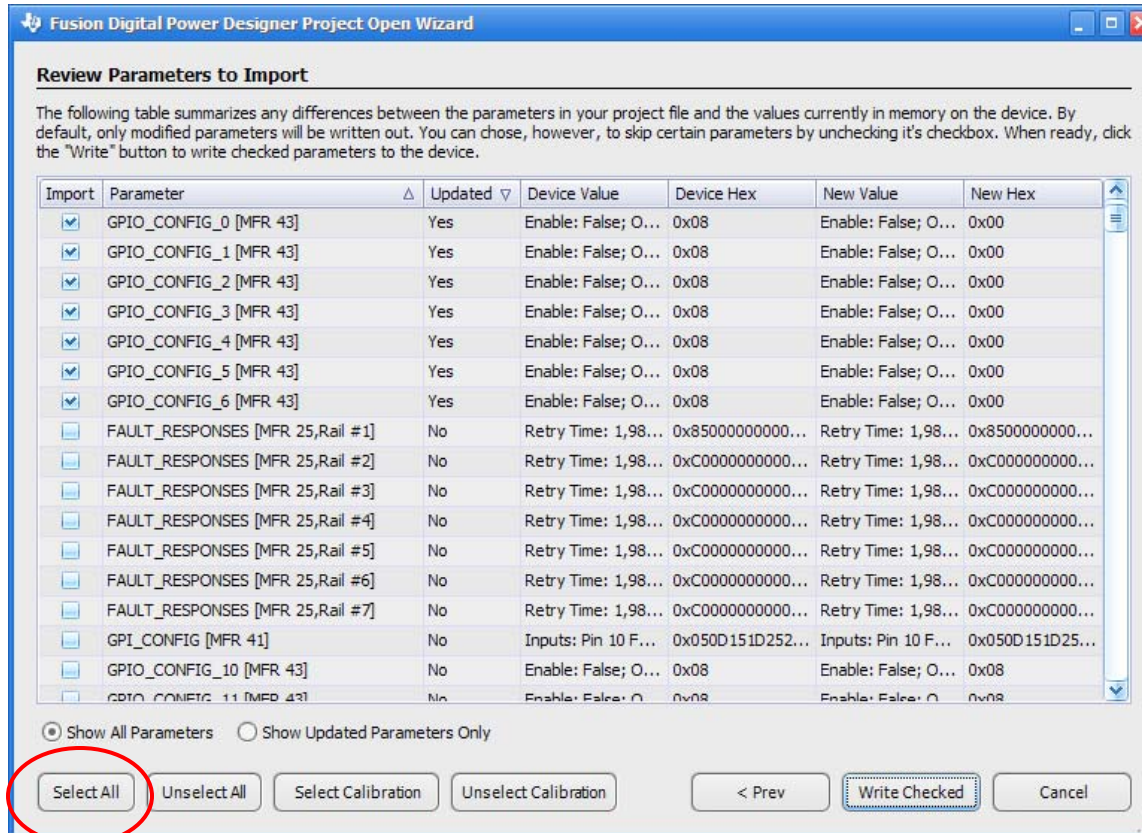 Fusion Digital Power Designer Project Open Wizard
Review Parameters to Import
The following table summarizes any differences between the parameters in your project file and the values currently in memory on the device. By
default, only modified parameters will be written out. You can chose, however, to skip certain parameters by unchecking it's checkbox. When ready, click
the "Write" button to write checked parameters to the device.
Import Parameter Updated Device Value Device Hex New Value New Hex
GPIO_CONFIG_0 [MFR 43] Yes Enable: False; O... 0x08 Enable: False; O... 0x00
GPIO_CONFIG_1 [MFR 43] Yes Enable: False; O... 0x08 Enable: False; O... 0x00
GPIO_CONFIG_2 [MFR 43] Yes Enable: False; O... 0x08 Enable: False; O... 0x00
GPIO_CONFIG_3 [MFR 43] Yes Enable: False; O... 0x08 Enable: False; O... 0x00
GPIO_CONFIG_4 [MFR 43] Yes Enable: False; O... 0x08 Enable: False; O... 0x00
GPIO_CONFIG_5 [MFR 43] Yes Enable: False; O... 0x08 Enable: False; O... 0x00
GPIO_CONFIG_6 [MFR 43] Yes Enable: False; O... 0x08 Enable: False; O... 0x00
FAULT_RESPONSES [MFR 25,Rail #1] No Retry Time: 1,98... 0x85000000000... Retry Time: 1,98... 0x8500000000...
FAULT_RESPONSES [MFR 25,Rail #2] No Retry Time: 1,98... 0xC0000000000... Retry Time: 1,98... 0xC000000000...
FAULT_RESPONSES [MFR 25,Rail #3] No Retry Time: 1,98... 0xC0000000000... Retry Time: 1,98... 0xC000000000...
FAULT_RESPONSES [MFR 25,Rail #4] No Retry Time: 1,98... 0xC0000000000... Retry Time: 1,98... 0xC000000000...
FAULT_RESPONSES [MFR 25,Rail #5] No Retry Time: 1,98... 0xC0000000000... Retry Time: 1,98... 0xC000000000...
FAULT_RESPONSES [MFR 25,Rail #6] No Retry Time: 1,98... 0xC0000000000... Retry Time: 1,98... 0xC000000000...
FAULT_RESPONSES [MFR 25,Rail #7] No Retry Time: 1,98... 0xC0000000000... Retry Time: 1,98... 0xC000000000...
GPI_CONFIG [MFR 41] No Inputs: Pin 10 F... 0x050D151D252... Inputs: Pin 10 F... 0x050D151D25...
GPIO_CONFIG_10 [MFR 43] No Enable: False; O... 0x08 Enable: False; O... 0x08
GPIO_CONFIG_11 [MFR 43] No Enable: False; O... 0x08 Enable: False; O... 0x08
Show All Parameters Show Updated Parameters Only
Select All Unselect All Select Calibration Unselect Calibration < Prev Write Checked Cancel